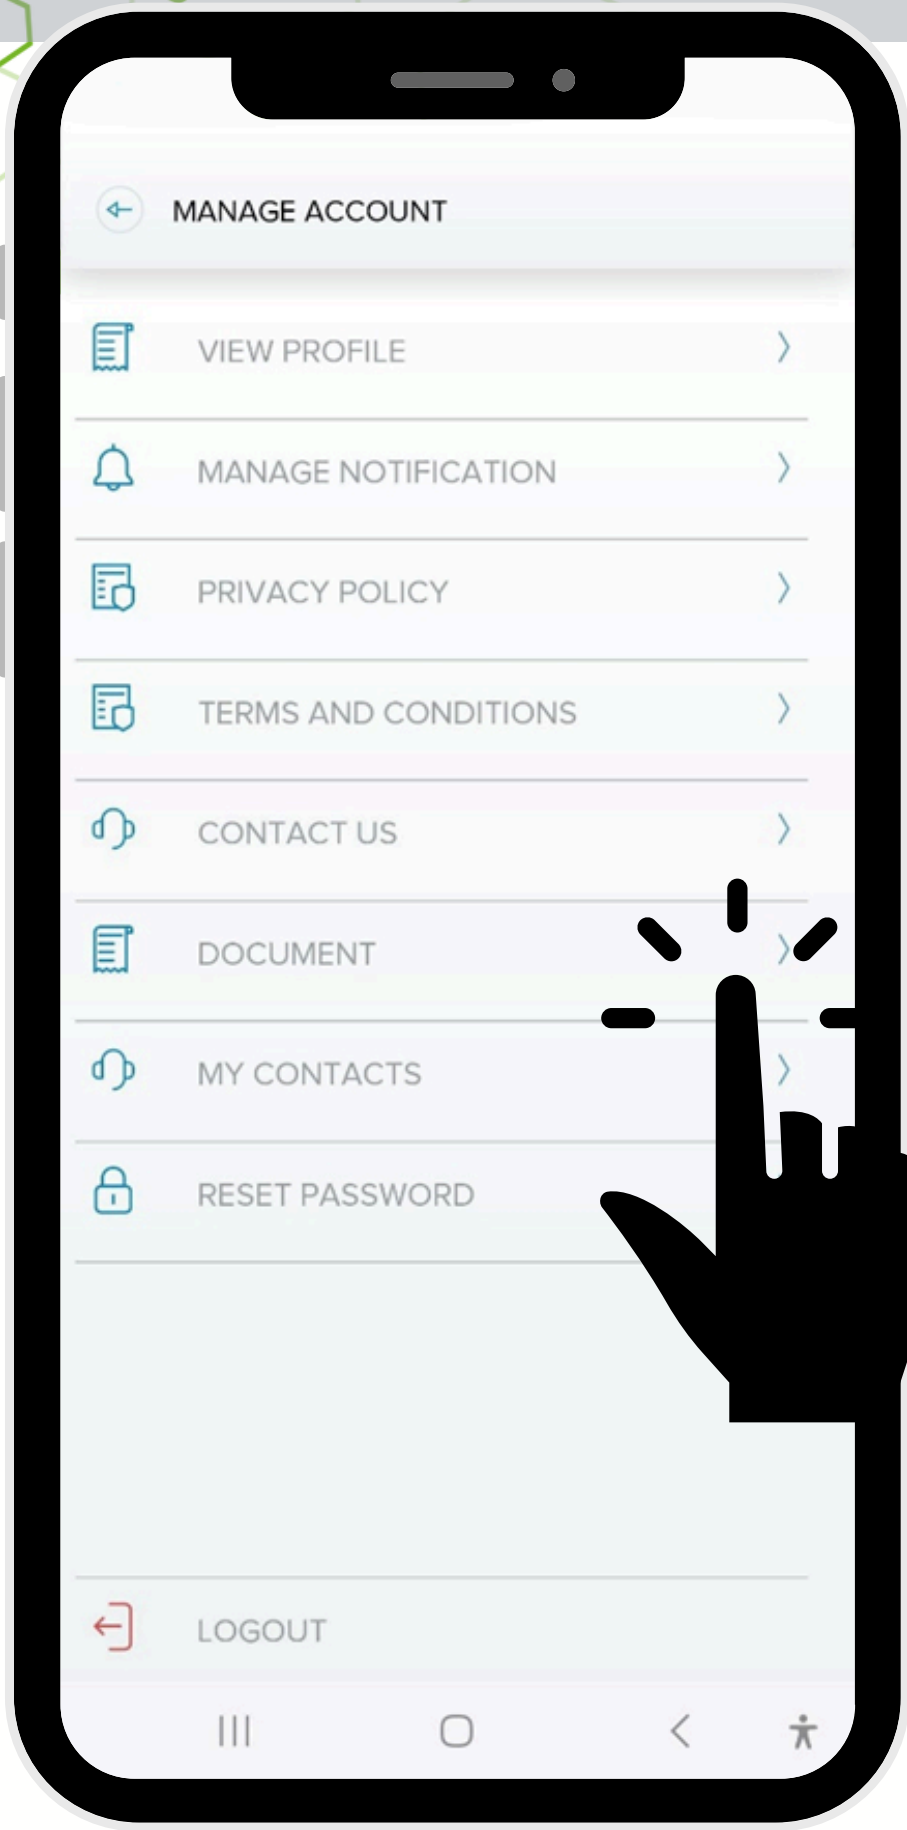 MANAGE ACCOUNT
VIEW PROFILE
MANAGE NOTIFICATION
PRIVACY POLICY
TERMS AND CONDITIONS
CONTACT US
DOCUMENT
MY CONTACTS
RESET PASSWORD
LOGOUT